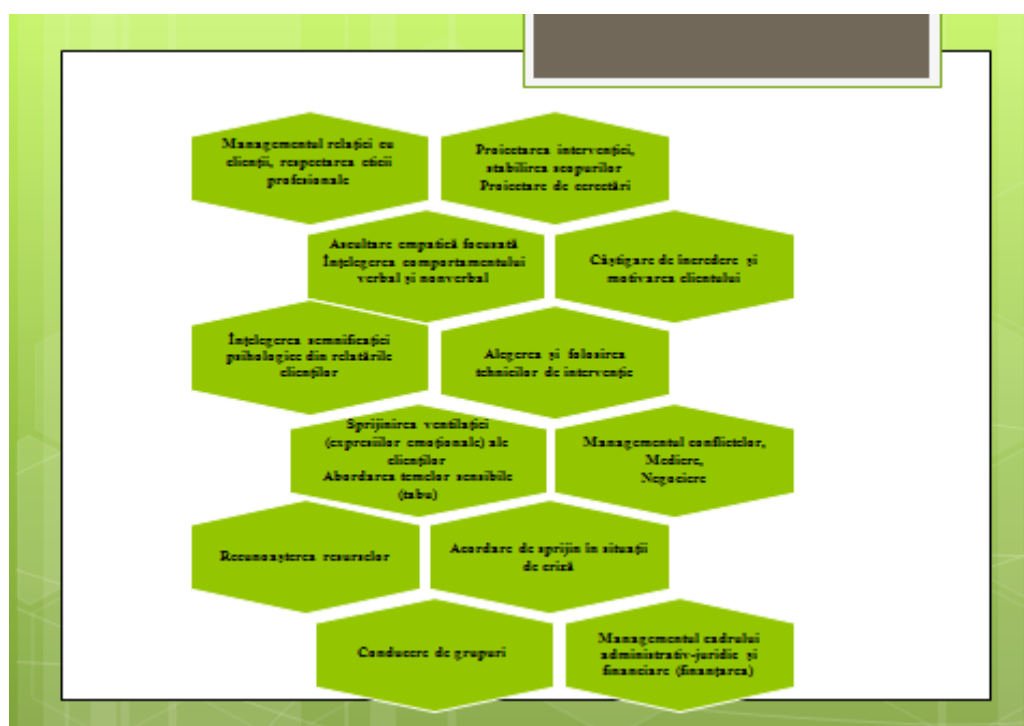 Managementul relației cu
clienții, respectarea eticii
profesionale
Proiectarea intervenției,
stabilirea scopurilor
Proiectare de cercetări
Ascultare empatică focusată
Înțelegerea comportamentului
verbal și nonverbal
Câștigare de încredere și
motivarea clientului
Înțelegerea semnificației
psihologice din relatările
clienților
Alegerea și folosirea
tehnicilor de intervenție
Sprijinirea ventilației
(expresiilor emoționale) ale
clienților
Abordarea temelor sensibile
(tabu)
Managementul conflictelor,
Mediere,
Negociere
Recunoașterea resurselor
Acordare de sprijin în situații
de criză
Conducere de grupuri
Managementul cadrului
administrativ-juridic și
financiare (finanțarea)